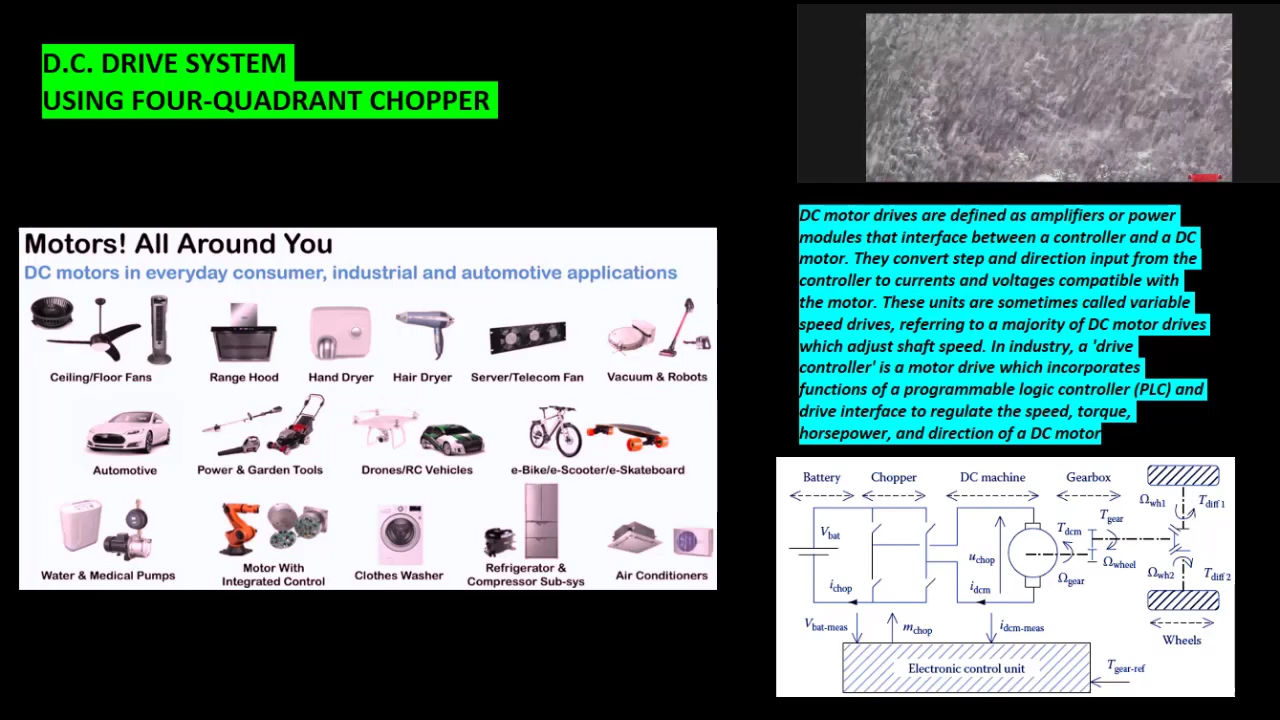 D.C. DRIVE SYSTEM
USING FOUR-QUADRANT CHOPPER
Motors! All Around You
DC motors in everyday consumer, industrial and automotive applications
Ceiling/Floor Fans
Range Hood
Hand Dryer
Hair Dryer
Server/Telecom Fan
Vacuum & Robots
Automotive
Power & Garden Tools
Drones/RC Vehicles
e-Bike/e-Scooter/e-Skateboard
Water & Medical Pumps
Motor With
Integrated Control
Clothes Washer
Refrigerator &
Compressor Sub-sys
Air Conditioners
DC motor drives are defined as amplifiers or power
modules that interface between a controller and a DC
motor. They convert step and direction input from the
controller to currents and voltages compatible with
the motor. These units are sometimes called variable
speed drives, referring to a majority of DC motor drives
which adjust shaft speed. In industry, a 'drive
controller' is a motor drive which incorporates
functions of a programmable logic controller (PLC) and
drive interface to regulate the speed, torque,
horsepower, and direction of a DC motor
Battery Chopper DC machine Gearbox
Vbat
uchop
ichop
idcm
Tdcm
Ωgear
Tgear
Ωwheel
Ωwh1
Tdiff 1
Ωwh2
Tdiff 2
Wheels
Vbat-meas
mchop
idcm-meas
Electronic control unit
Tgear-ref